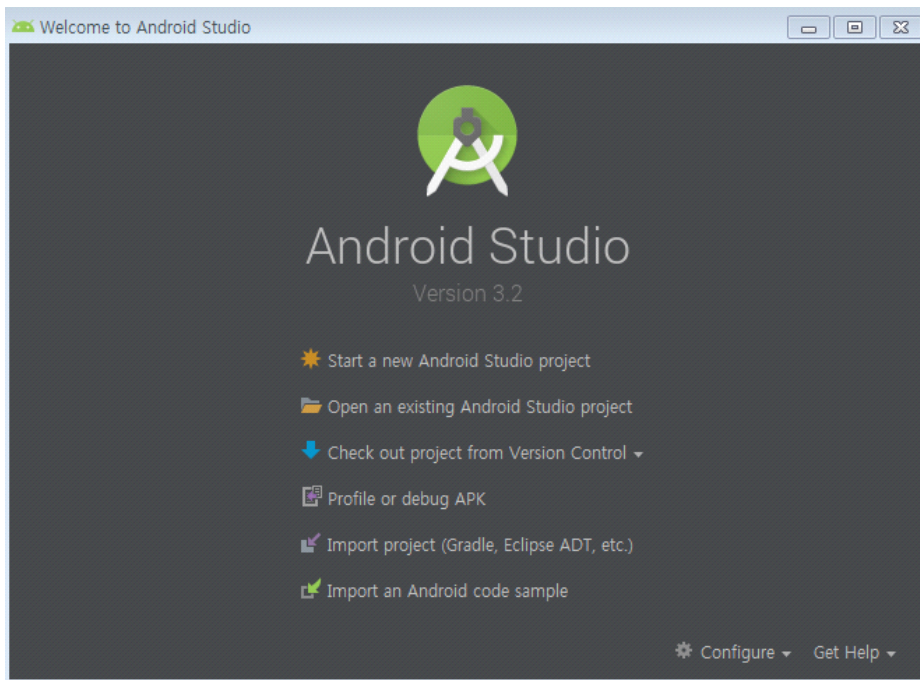 Welcome to Android Studio
Android Studio
Version 3.2
Start a new Android Studio project
Open an existing Android Studio project
Check out project from Version Control
Profile or debug APK
Import project (Gradle, Eclipse ADT, etc.)
Import an Android code sample
Configure Get Help